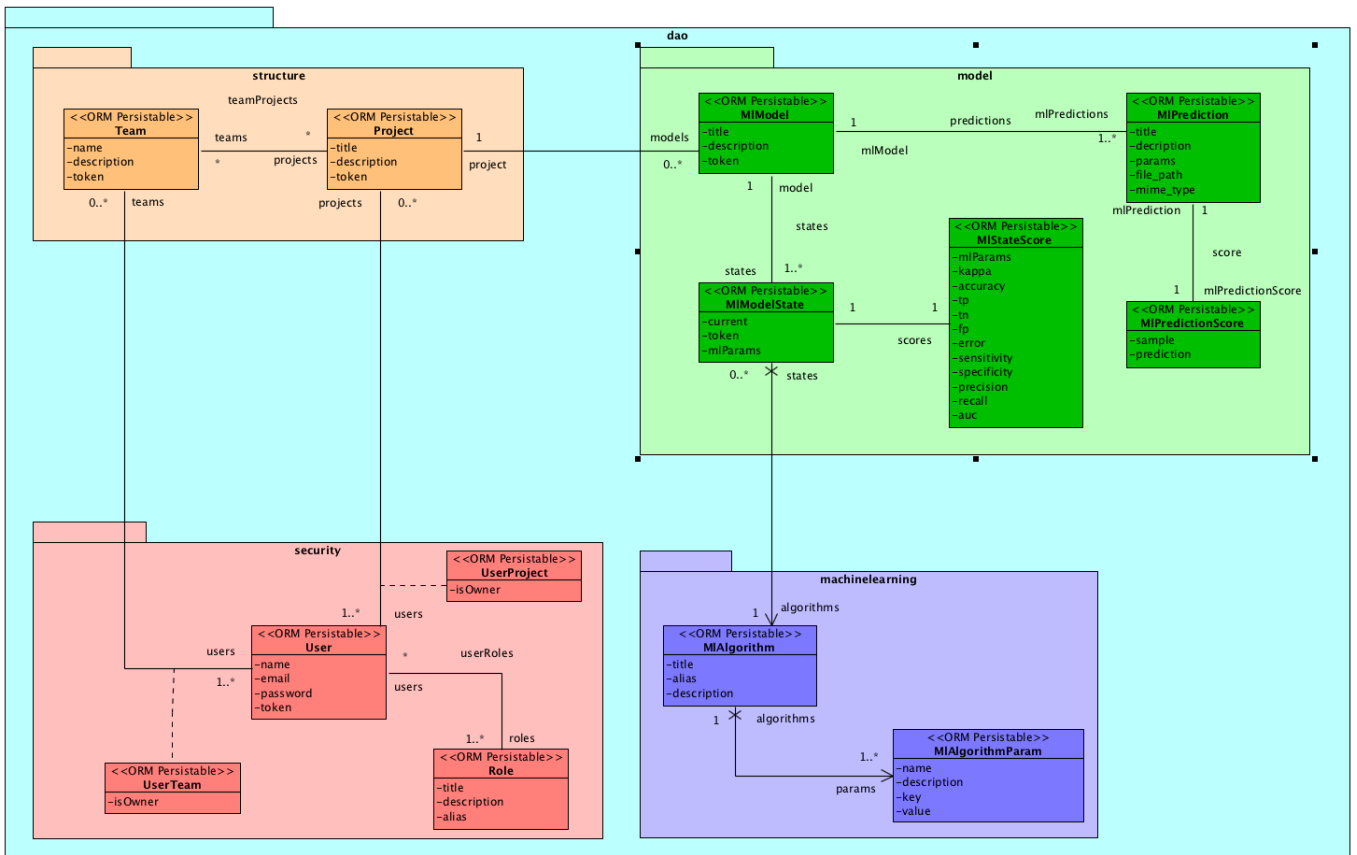 dao
structure
teamProjects
<<ORM Persistable>>
Team
-name
-description
-token
teams
*
*
projects
<<ORM Persistable>>
Project
-title
-description
-token
1
project
models
0..*
0..*
teams
projects
0..*
model
<<ORM Persistable>>
MlModel
-title
-description
-token
1
mlModel
predictions
mlPredictions
1..*
<<ORM Persistable>>
MlPrediction
-title
-decription
-params
-file_path
-mime_type
1
model
states
states
1..*
mlPrediction
1
score
1
mlPredictionScore
<<ORM Persistable>>
MlModelState
-current
-token
-mlParams
1
1
scores
<<ORM Persistable>>
MlStateScore
-mlParams
-kappa
-accuracy
-tp
-tn
-fp
-error
-sensitivity
-specificity
-precision
-recall
-auc
<<ORM Persistable>>
MlPredictionScore
-sample
-prediction
0..*
states
security
<<ORM Persistable>>
UserProject
-isOwner
1..*
users
users
1..*
<<ORM Persistable>>
User
-name
-email
-password
-token
*
userRoles
users
1..*
roles
<<ORM Persistable>>
UserTeam
-isOwner
<<ORM Persistable>>
Role
-title
-description
-alias
machinelearning
1
algorithms
<<ORM Persistable>>
MlAlgorithm
-title
-alias
-description
1
algorithms
1..*
params
<<ORM Persistable>>
MlAlgorithmParam
-name
-description
-key
-value